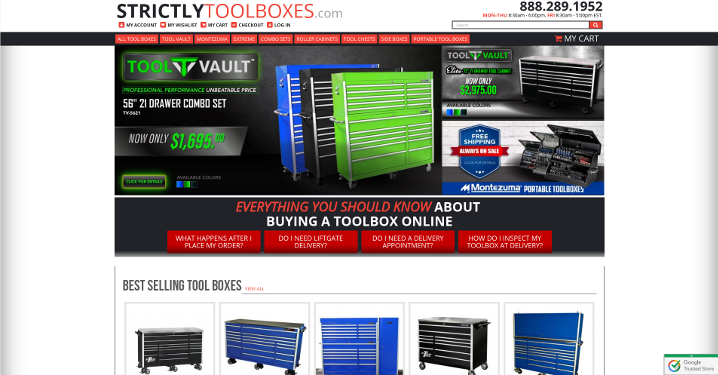 STRICTLYTOOLBOXES.com
888.289.1952
MON-THU 8:30am - 6:00pm, FRI 8:30am - 5:00pm EST
MY ACCOUNT MY WISHLIST MY CART CHECKOUT LOG IN
ALL TOOL BOXES TOOL VAULT MONTEZUMA EXTREME COMBO SETS ROLLER CABINETS TOOL CHESTS SIDE BOXES PORTABLE TOOL BOXES
MY CART
TOOL VAULT
PROFESSIONAL PERFORMANCE UNBEATABLE PRICE
56" 21 DRAWER COMBO SET
TV-5621
NOW ONLY $1,695.00
CLICK FOR DETAILS
AVAILABLE COLORS
TOOL VAULT
Elite 72" 21 DRAWER TOOL CABINET
NOW ONLY
$2,975.00
AVAILABLE COLORS
FREE
SHIPPING
ALWAYS ON SALE
CLICK FOR DETAILS
Montezuma PORTABLE TOOLBOXES
EVERYTHING YOU SHOULD KNOW ABOUT
BUYING A TOOLBOX ONLINE
WHAT HAPPENS AFTER I
PLACE MY ORDER?
DO I NEED LIFTGATE
DELIVERY?
DO I NEED A DELIVERY
APPOINTMENT?
HOW DO I INSPECT MY
TOOLBOX AT DELIVERY?
BEST SELLING TOOL BOXES VIEW ALL
Google
Trusted Store